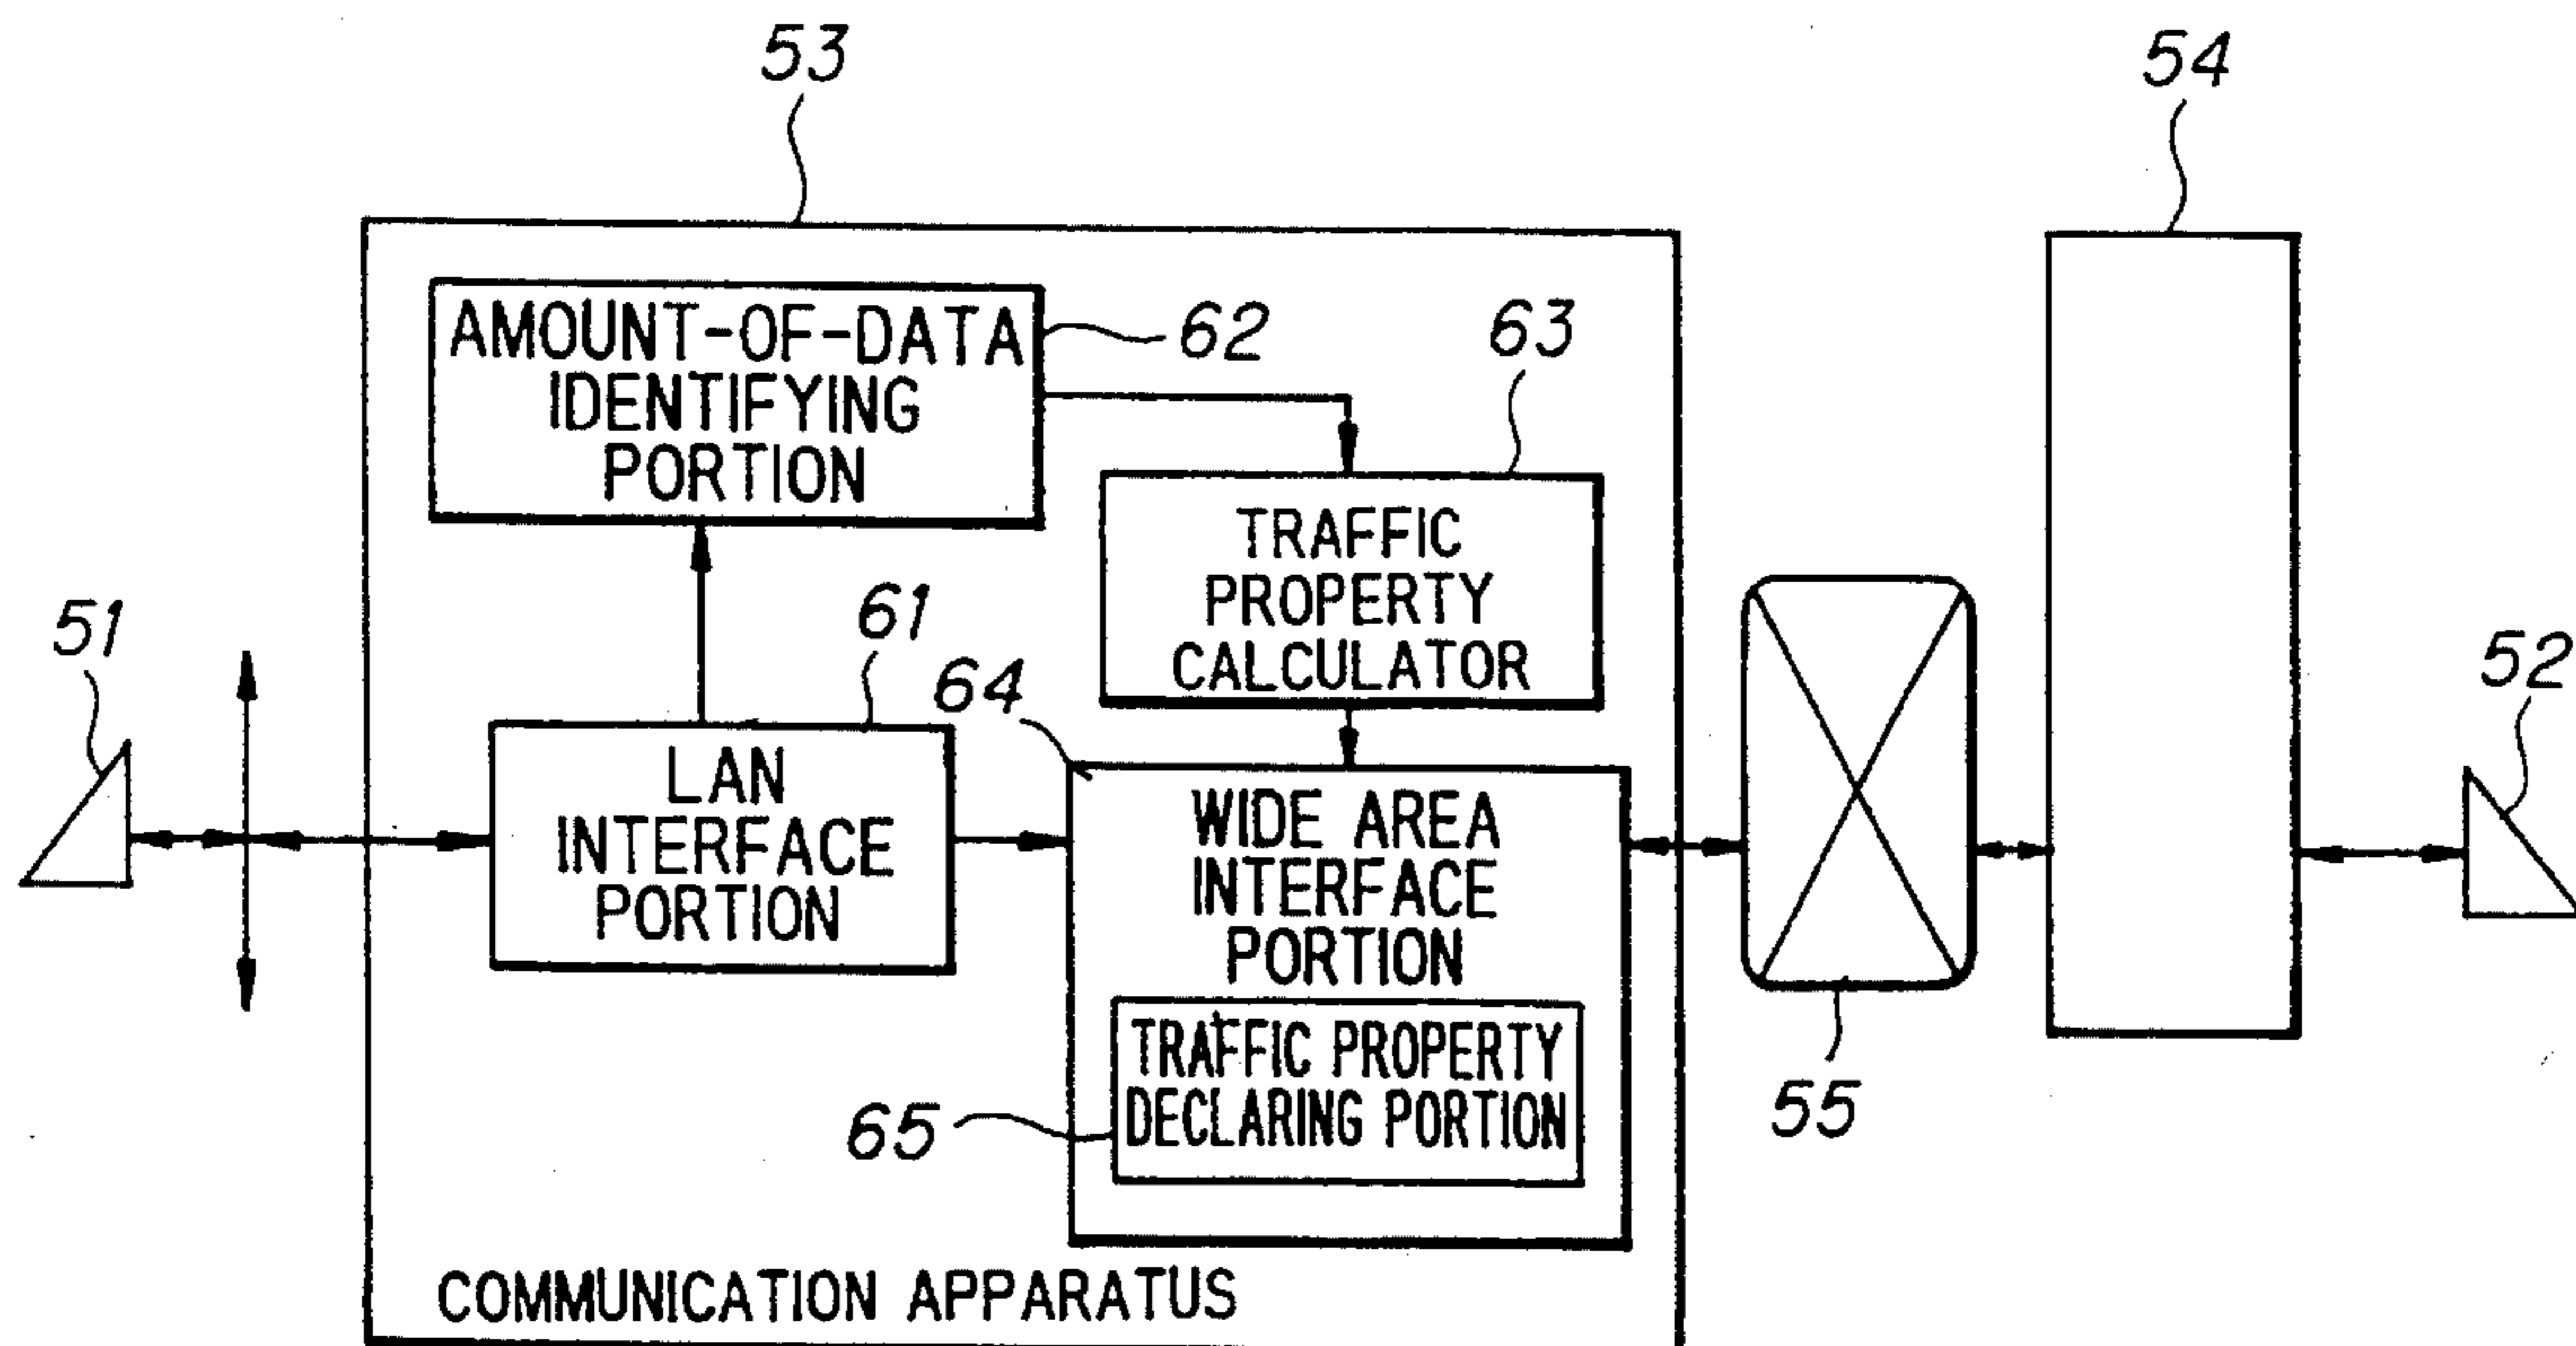 53
54
AMOUNT-OF-DATA
IDENTIFYING
PORTION
62
63
TRAFFIC
PROPERTY
CALCULATOR
51
61
64
52
LAN
INTERFACE
PORTION
WIDE AREA
INTERFACE
PORTION
TRAFFIC PROPERTY
DECLARING PORTION
65
55
COMMUNICATION APPARATUS